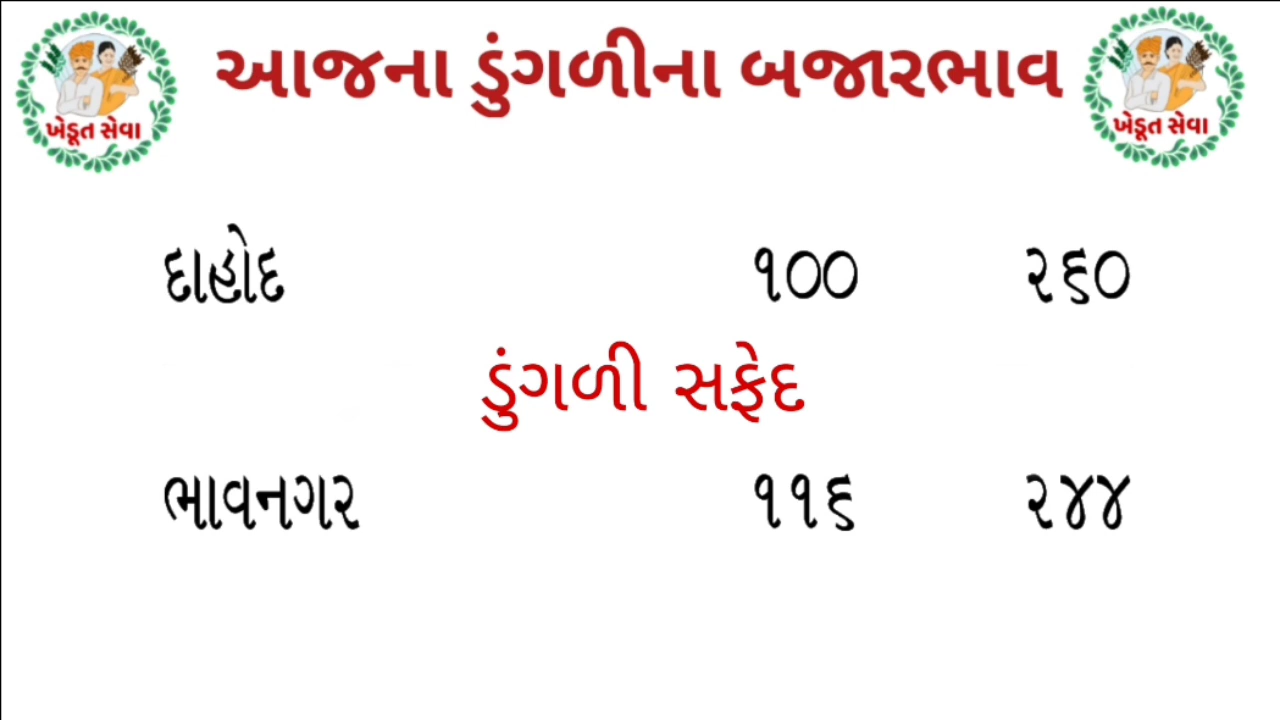 આજના ડુંગળીના બજારભાવ
ખેડૂત સેવા
ખેડૂત સેવા
દાહોદ ૧૦૦ ૨૬૦
ડુંગળી સફેદ
ભાવનગર ૧૧૬ ૨૪૪